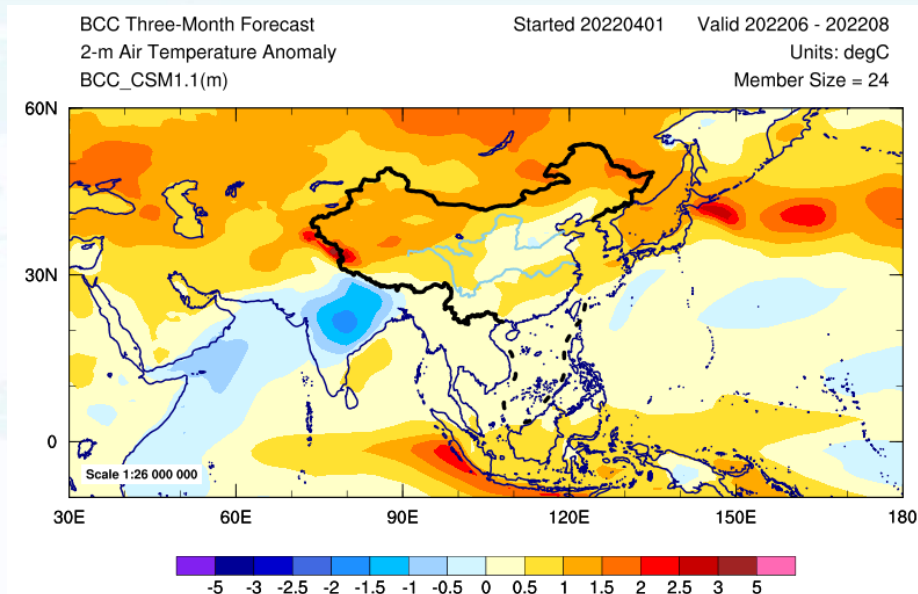 BCC Three-Month Forecast Started 20220401 Valid 202206 - 202208
2-m Air Temperature Anomaly Units: degC
BCC_CSM1.1(m) Member Size = 24
60N
30N
0
Scale 1:26 000 000
30E 60E 90E 120E 150E 180
-5 -3 -2.5 -2 -1.5 -1 -0.5 0 0.5 1 1.5 2 2.5 3 5